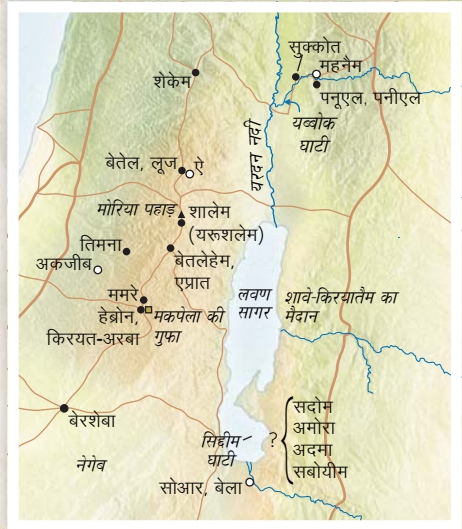 सुक्कोत
महनैम
शेकेम
पनूएल, पनीएल
यब्बोक
घाटी
यरदन नदी
बेतेल, लूज
ऐ
मोरिया पहाड़
शालेम
(यरूशलेम)
तिमना
अकजीब
बेतलेहेम,
एप्रात
ममरे
हेब्रोन,
किरयत-अरबा
मकपेला की
गुफा
लवण
सागर
शावे-किरयातैम का
मैदान
बेरशेबा
नेगेव
सिद्दीम
घाटी
?
सदोम
अमोरा
अदमा
सबोयीम
सोआर, बेला